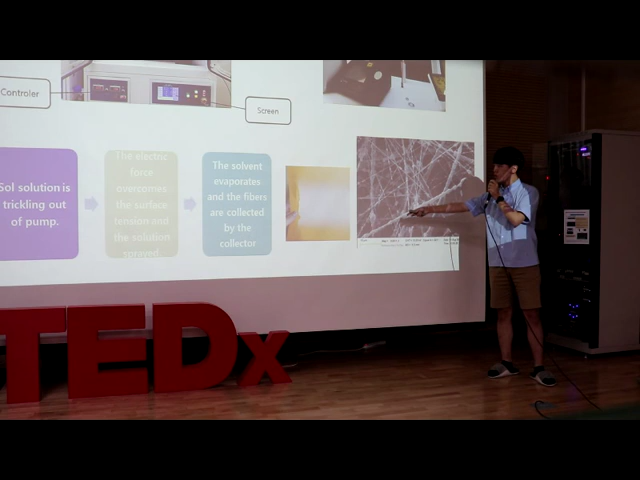 Controler
Screen
Sol solution is
trickling out
of pump.
The electric
force
overcomes
the surface
tension and
the solution
sprayed
The solvent
evaporates
and the fibers
are collected
by the
collector
TEDx